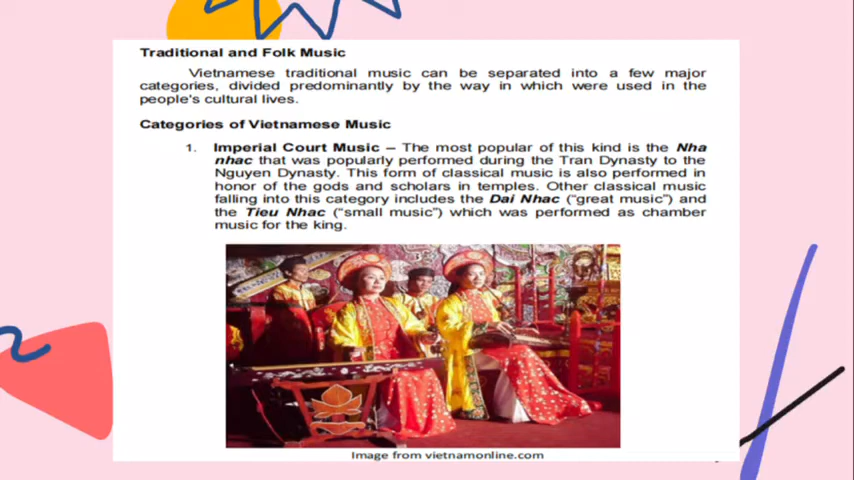 Traditional and Folk Music
Vietnamese traditional music can be separated into a few major
categories, divided predominantly by the way in which were used in the
people's cultural lives.
Categories of Vietnamese Music
1. Imperial Court Music – The most popular of this kind is the Nha
nhac that was popularly performed during the Tran Dynasty to the
Nguyen Dynasty. This form of classical music is also performed in
honor of the gods and scholars in temples. Other classical music
falling into this category includes the Dai Nhac (“great music”) and
the Tieu Nhac (“small music”) which was performed as chamber
music for the king.
Image from vietnamonline.com